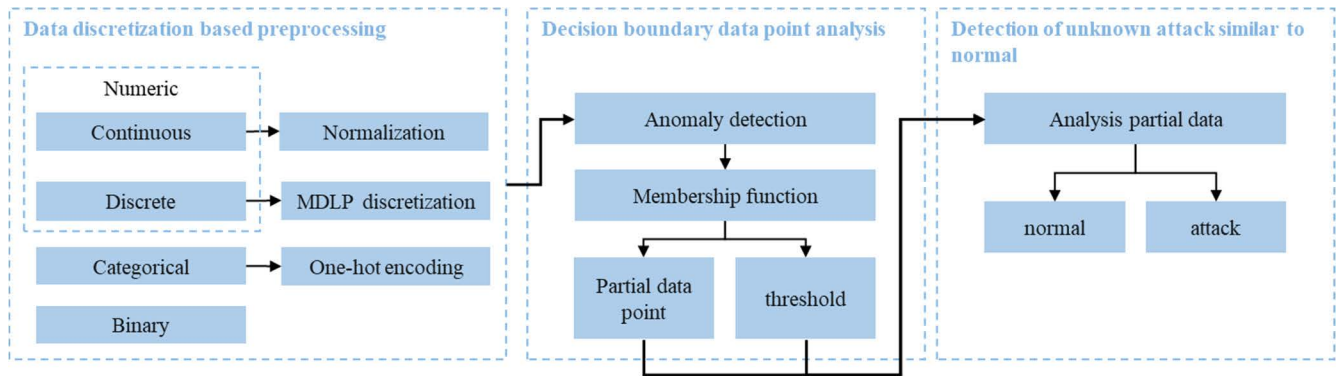 Data discretization based preprocessing
Numeric
Continuous
Normalization
Discrete
MDLP discretization
Categorical
One-hot encoding
Binary
Decision boundary data point analysis
Anomaly detection
Membership function
Partial data
point
threshold
Detection of unknown attack similar to
normal
Analysis partial data
normal
attack